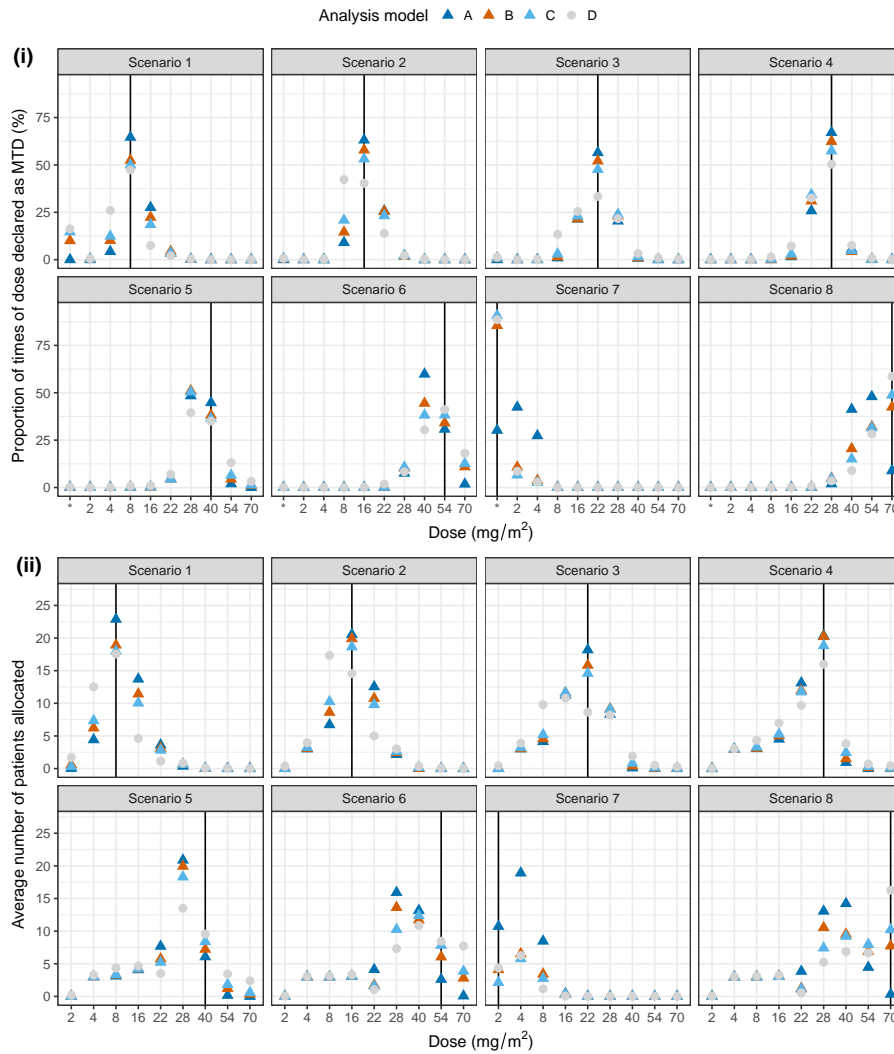 Analysis model A B C D
(i)
Scenario 1 Scenario 2 Scenario 3 Scenario 4
Proportion of times of dose declared as MTD (%)
75
50
25
0
Scenario 5 Scenario 6 Scenario 7 Scenario 8
75
50
25
0
* 2 4 8 16 22 28 40 54 70 * 2 4 8 16 22 28 40 54 70 * 2 4 8 16 22 28 40 54 70 * 2 4 8 16 22 28 40 54 70
Dose (mg/m²)
(ii)
Scenario 1 Scenario 2 Scenario 3 Scenario 4
Average number of patients allocated
25
20
15
10
5
0
Scenario 5 Scenario 6 Scenario 7 Scenario 8
25
20
15
10
5
0
2 4 8 16 22 28 40 54 70 2 4 8 16 22 28 40 54 70 2 4 8 16 22 28 40 54 70 2 4 8 16 22 28 40 54 70
Dose (mg/m²)